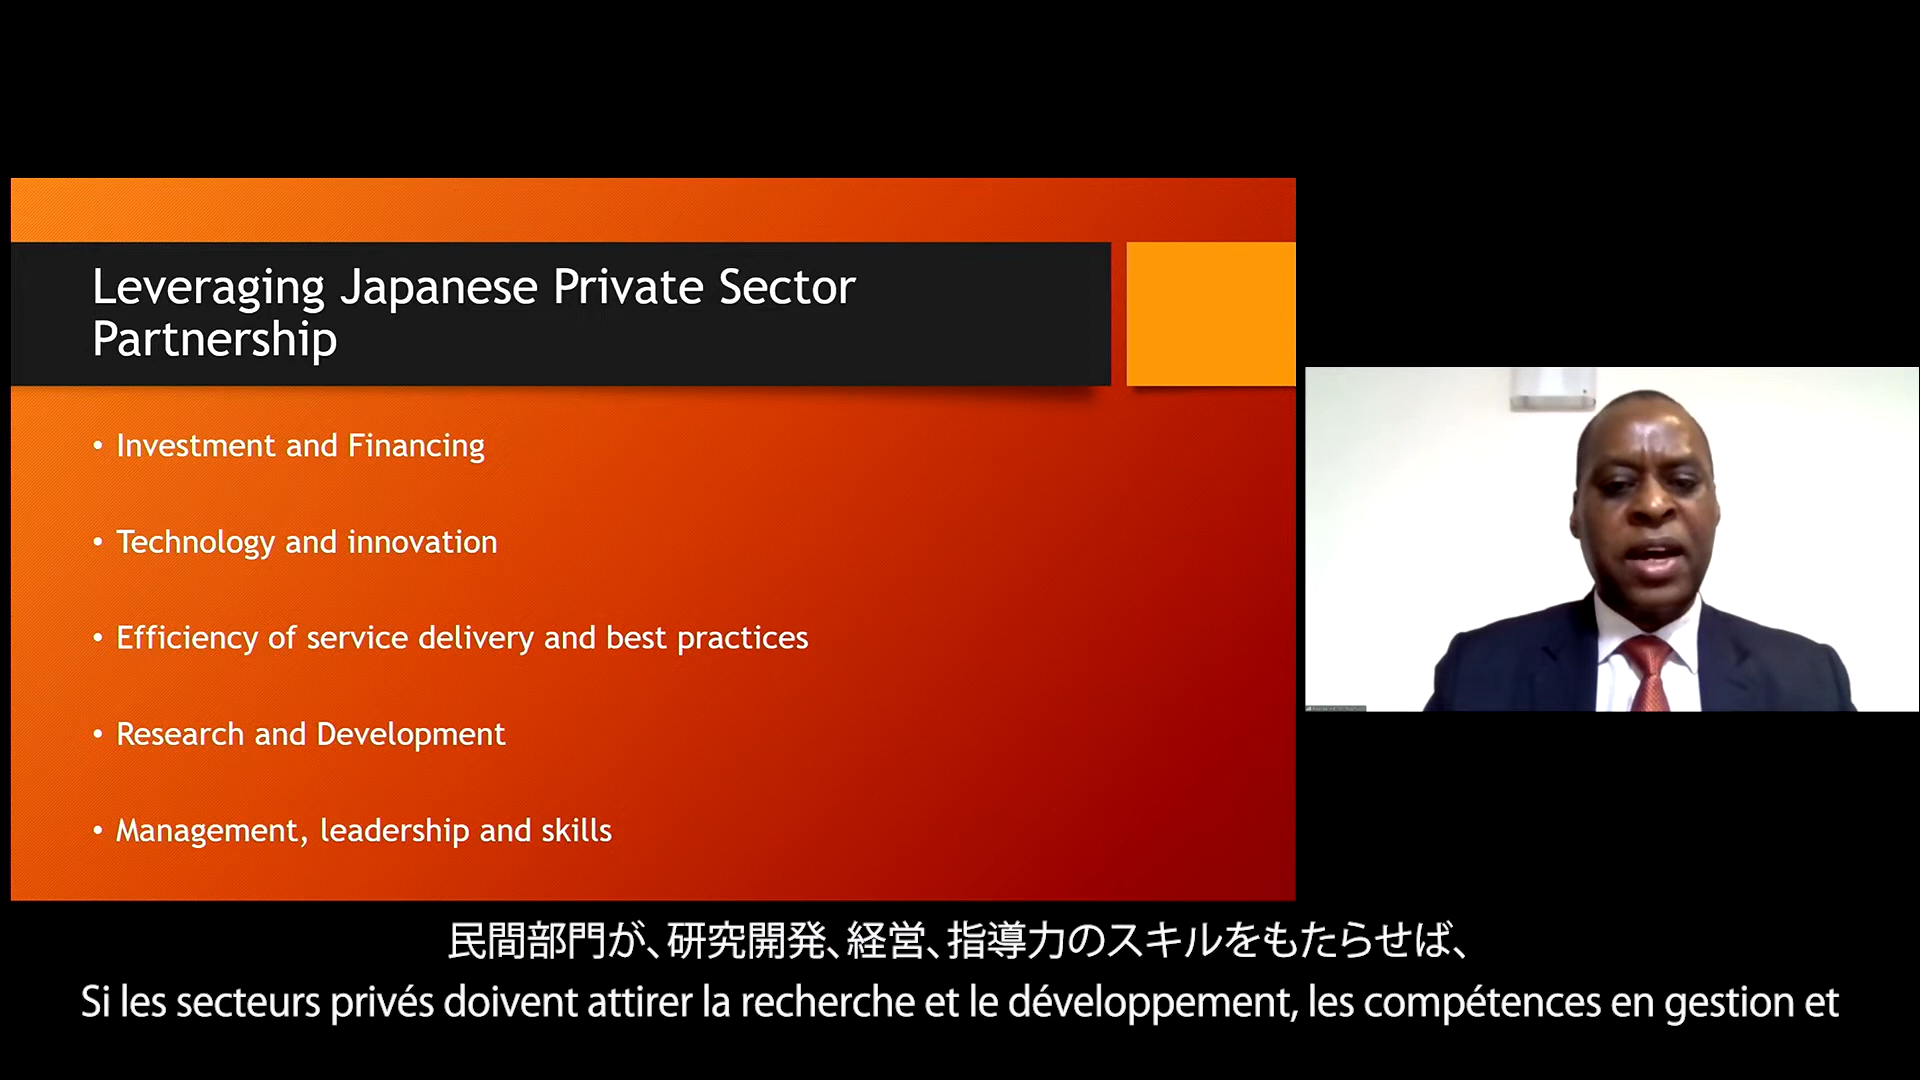 Leveraging Japanese Private Sector
Partnership
• Investment and Financing
• Technology and innovation
• Efficiency of service delivery and best practices
• Research and Development
• Management, leadership and skills
民間部門が、研究開発、経営、指導力のスキルをもたらせば、
Si les secteurs privés doivent attirer la recherche et le développement, les compétences en gestion et